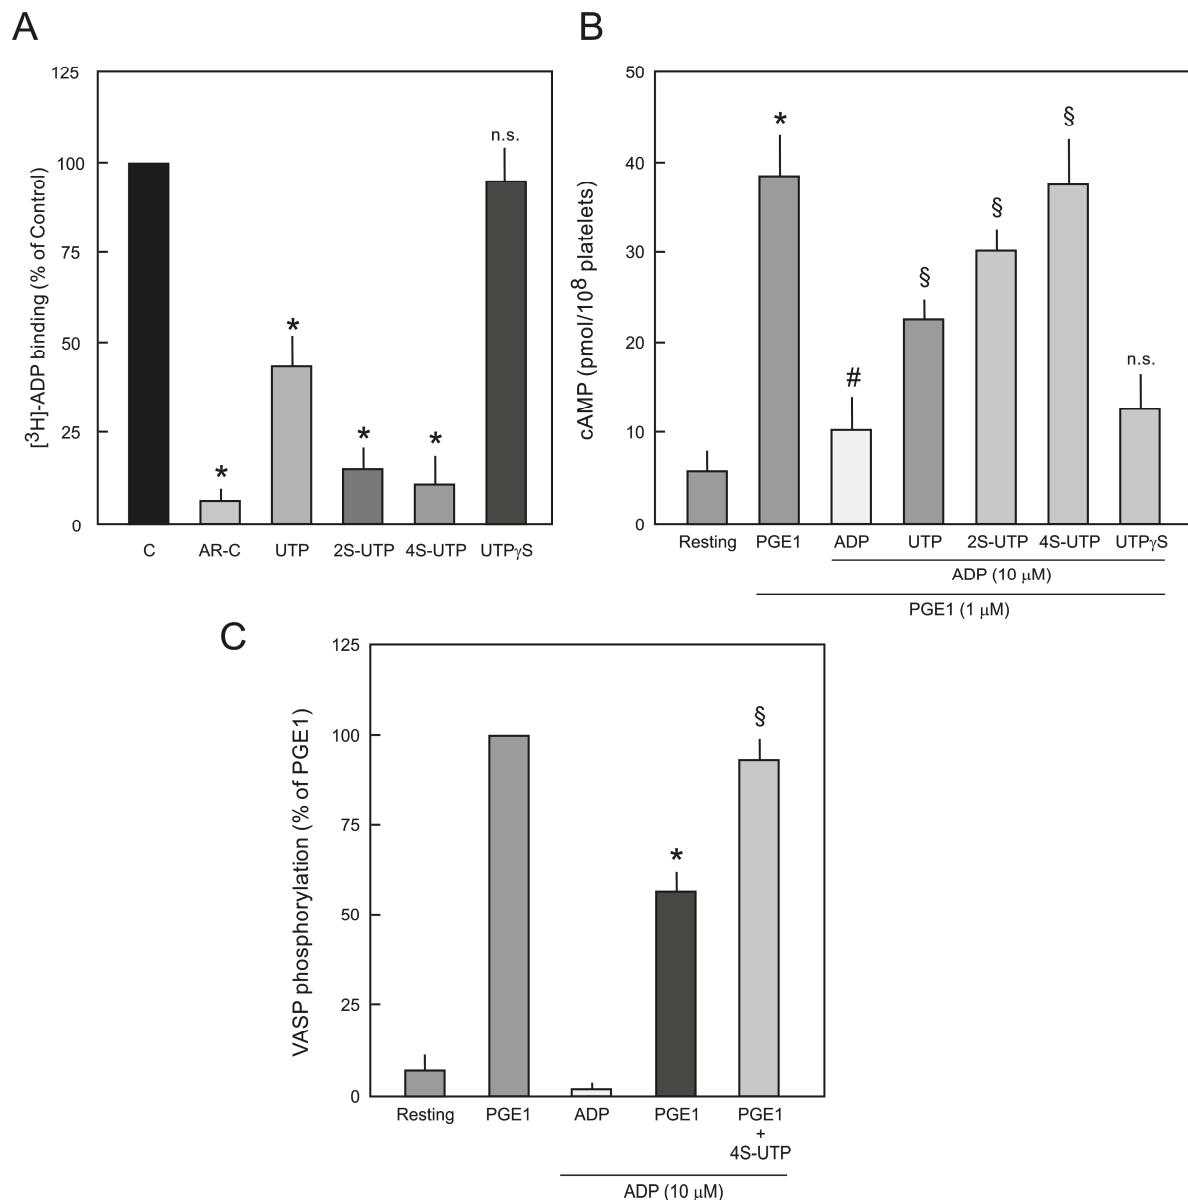 A
125
100
75
50
25
0
[³H]-ADP binding (% of Control)
*
*
*
*
n.s.
C AR-C UTP 2S-UTP 4S-UTP UTPγS
B
50
40
30
20
10
0
cAMP (pmol/10⁸ platelets)
*
#
§
§
§
n.s.
Resting PGE1 ADP UTP 2S-UTP 4S-UTP UTPγS
ADP (10 μM)
PGE1 (1 μM)
C
125
100
75
50
25
0
VASP phosphorylation (% of PGE1)
*
§
Resting PGE1 ADP PGE1 PGE1
+
4S-UTP
ADP (10 μM)